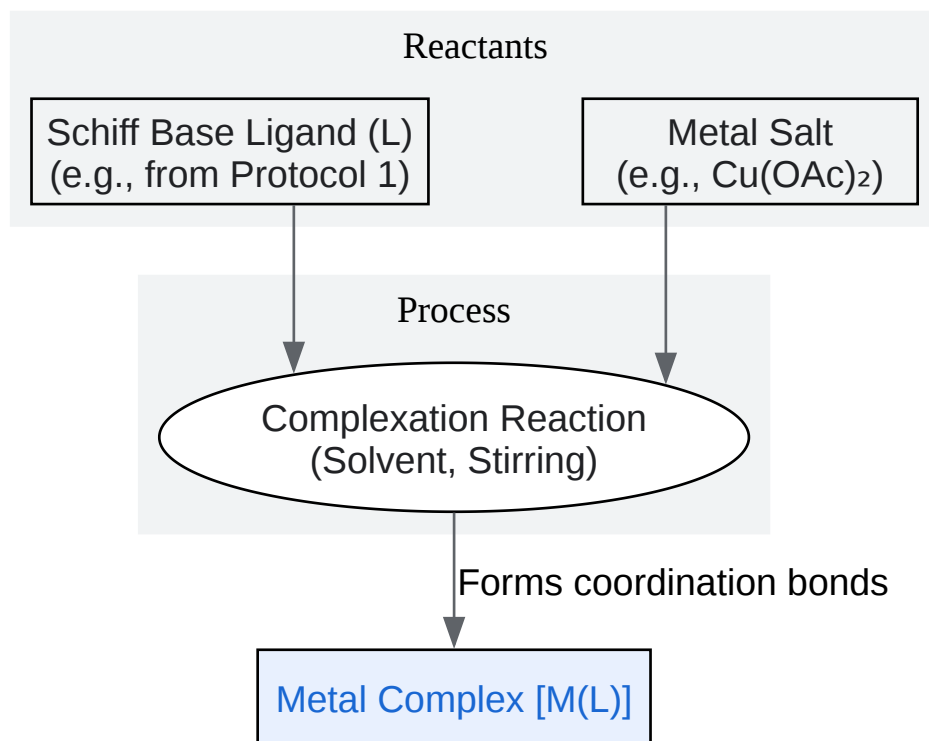 Reactants
Schiff Base Ligand (L)
(e.g., from Protocol 1)
Metal Salt
(e.g., Cu(OAc)₂)
Process
Complexation Reaction
(Solvent, Stirring)
Forms coordination bonds
Metal Complex [M(L)]